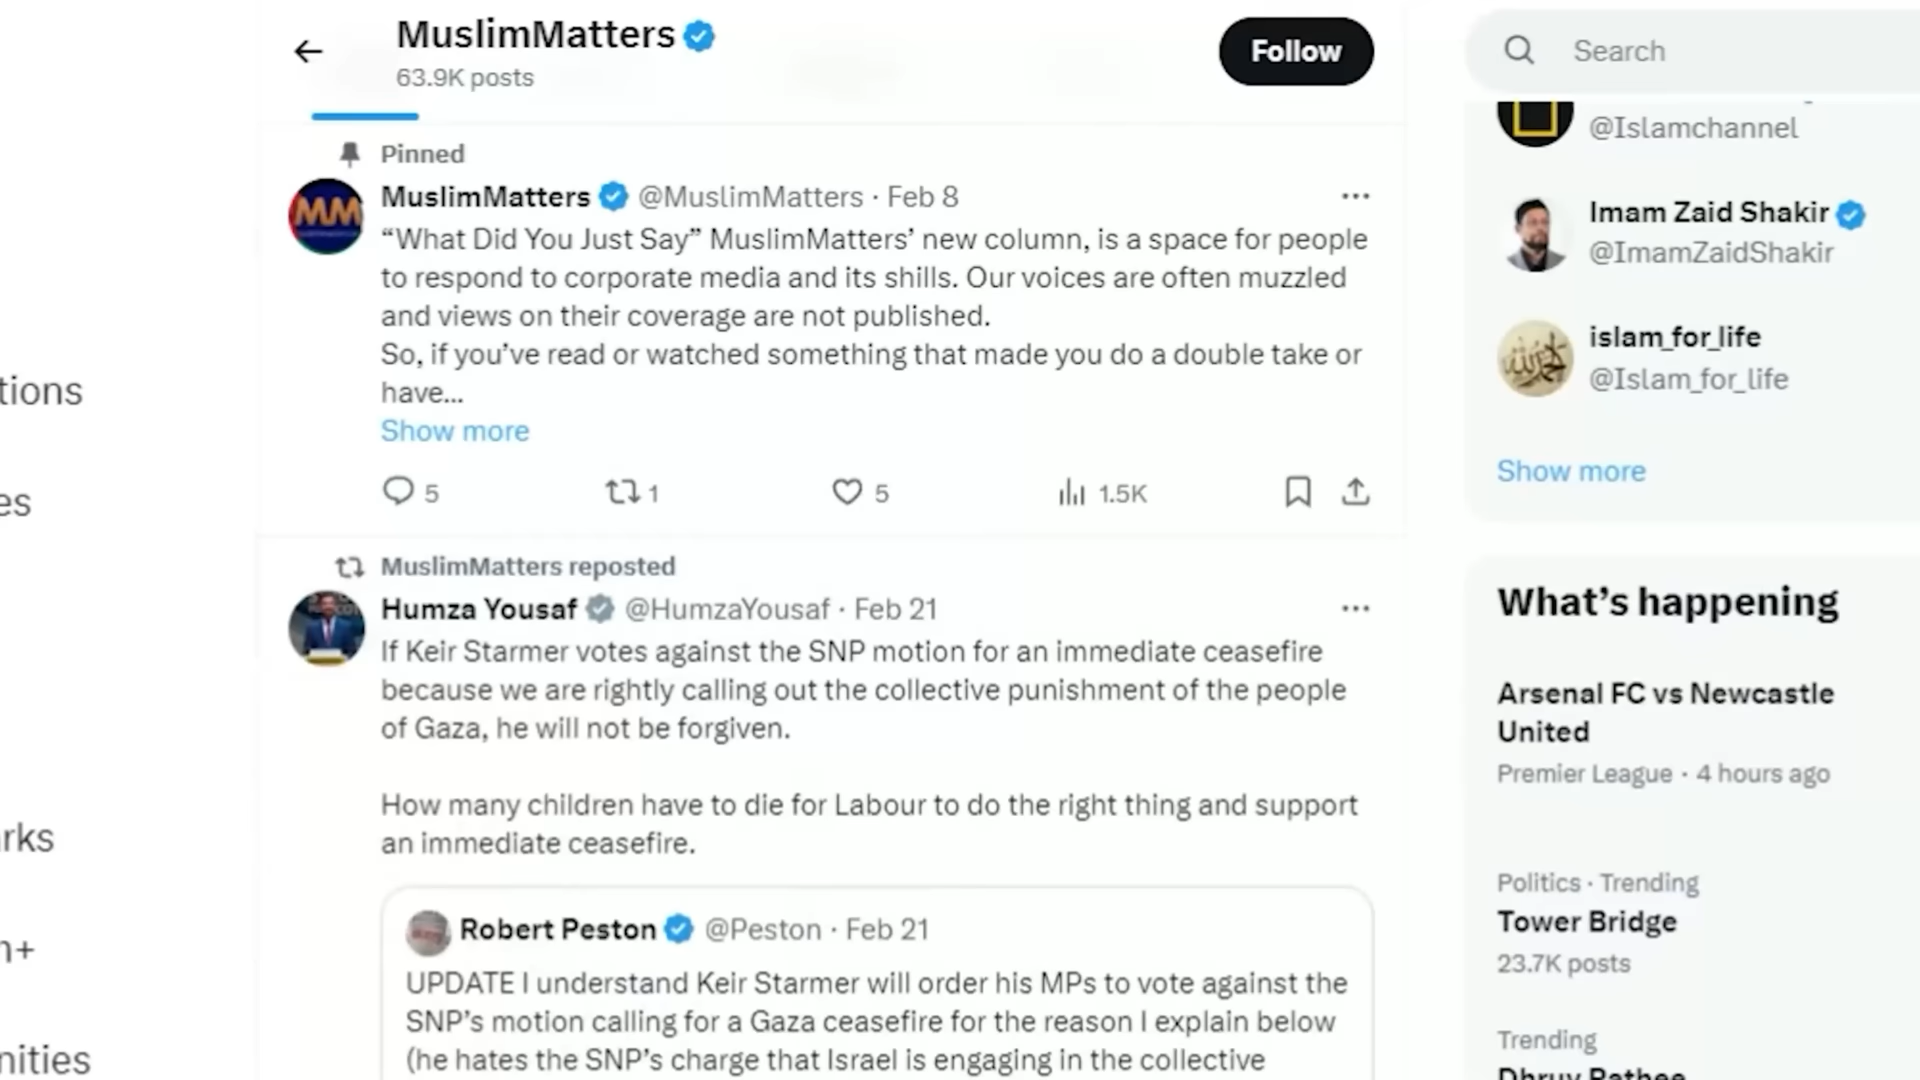 MuslimMatters
63.9K posts
Follow
Search
Pinned
MuslimMatters @MuslimMatters · Feb 8
“What Did You Just Say” MuslimMatters’ new column, is a space for people
to respond to corporate media and its shills. Our voices are often muzzled
and views on their coverage are not published.
So, if you’ve read or watched something that made you do a double take or
have...
Show more
5
1
5
1.5K
MuslimMatters reposted
Humza Yousaf @HumzaYousaf · Feb 21
If Keir Starmer votes against the SNP motion for an immediate ceasefire
because we are rightly calling out the collective punishment of the people
of Gaza, he will not be forgiven.
How many children have to die for Labour to do the right thing and support
an immediate ceasefire.
Robert Peston @Peston · Feb 21
UPDATE I understand Keir Starmer will order his MPs to vote against the
SNP’s motion calling for a Gaza ceasefire for the reason I explain below
(he hates the SNP’s charge that Israel is engaging in the collective
@Islamchannel
Imam Zaid Shakir
@ImamZaidShakir
islam_for_life
@Islam_for_life
Show more
What’s happening
Arsenal FC vs Newcastle
United
Premier League · 4 hours ago
Politics · Trending
Tower Bridge
23.7K posts
Trending
Dhruv Rathee
tions
es
rks
n+
nities
MM